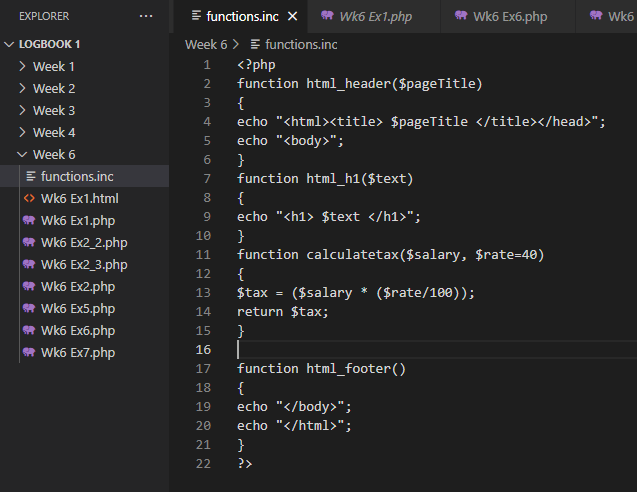 EXPLORER ...
LOGBOOK 1
Week 1
Week 2
Week 3
Week 4
Week 6
functions.inc
Wk6 Ex1.html
Wk6 Ex1.php
Wk6 Ex2_2.php
Wk6 Ex2_3.php
Wk6 Ex2.php
Wk6 Ex5.php
Wk6 Ex6.php
Wk6 Ex7.php
functions.inc Wk6 Ex1.php Wk6 Ex6.php Wk6
Week 6 > functions.inc
1 <?php
2 function html_header($pageTitle)
3 {
4 echo "<html><title> $pageTitle </title></head>";
5 echo "<body>";
6 }
7 function html_h1($text)
8 {
9 echo "<h1> $text </h1>";
10 }
11 function calculatetax($salary, $rate=40)
12 {
13 $tax = ($salary * ($rate/100));
14 return $tax;
15 }
16
17 function html_footer()
18 {
19 echo "</body>";
20 echo "</html>";
21 }
22 ?>